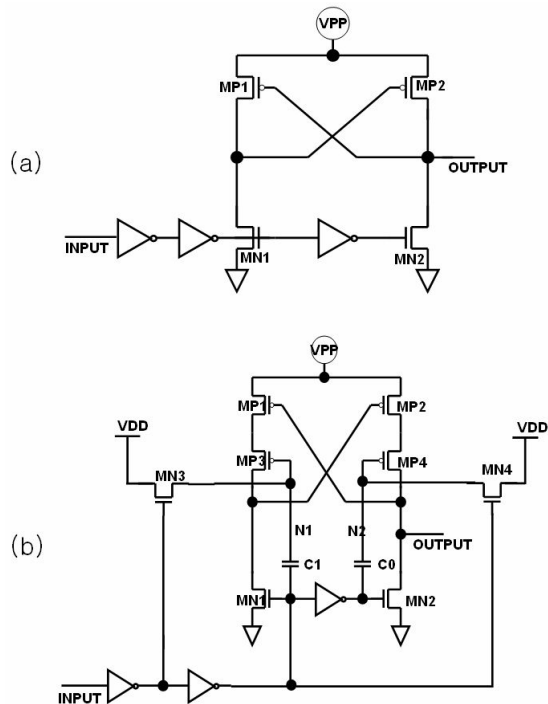 (a)
VPP
MP1
MP2
OUTPUT
INPUT
MN1
MN2
(b)
VPP
MP1
MP2
VDD
VDD
MP3
MP4
MN3
MN4
N1
N2
OUTPUT
C1
C0
MN1
MN2
INPUT